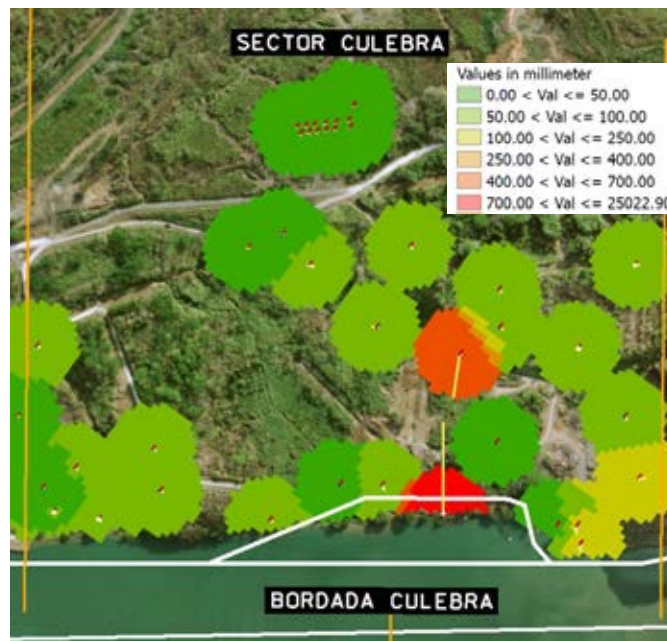 SECTOR CULEBRA
Values in millimeter
0.00 < Val <= 50.00
50.00 < Val <= 100.00
100.00 < Val <= 250.00
250.00 < Val <= 400.00
400.00 < Val <= 700.00
700.00 < Val <= 25022.90
BORDADA CULEBRA